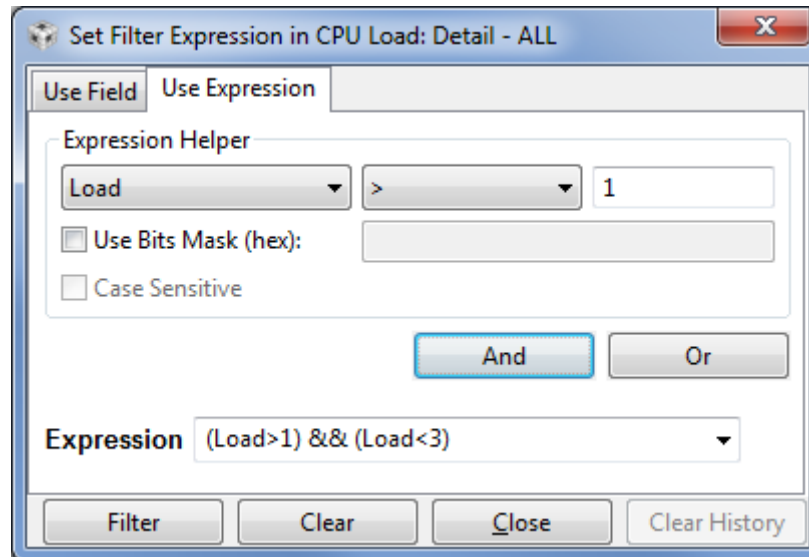 Set Filter Expression in CPU Load: Detail - ALL
Use Field Use Expression
Expression Helper
Load > 1
Use Bits Mask (hex):
Case Sensitive
And Or
Expression (Load>1) && (Load<3)
Filter Clear Close Clear History